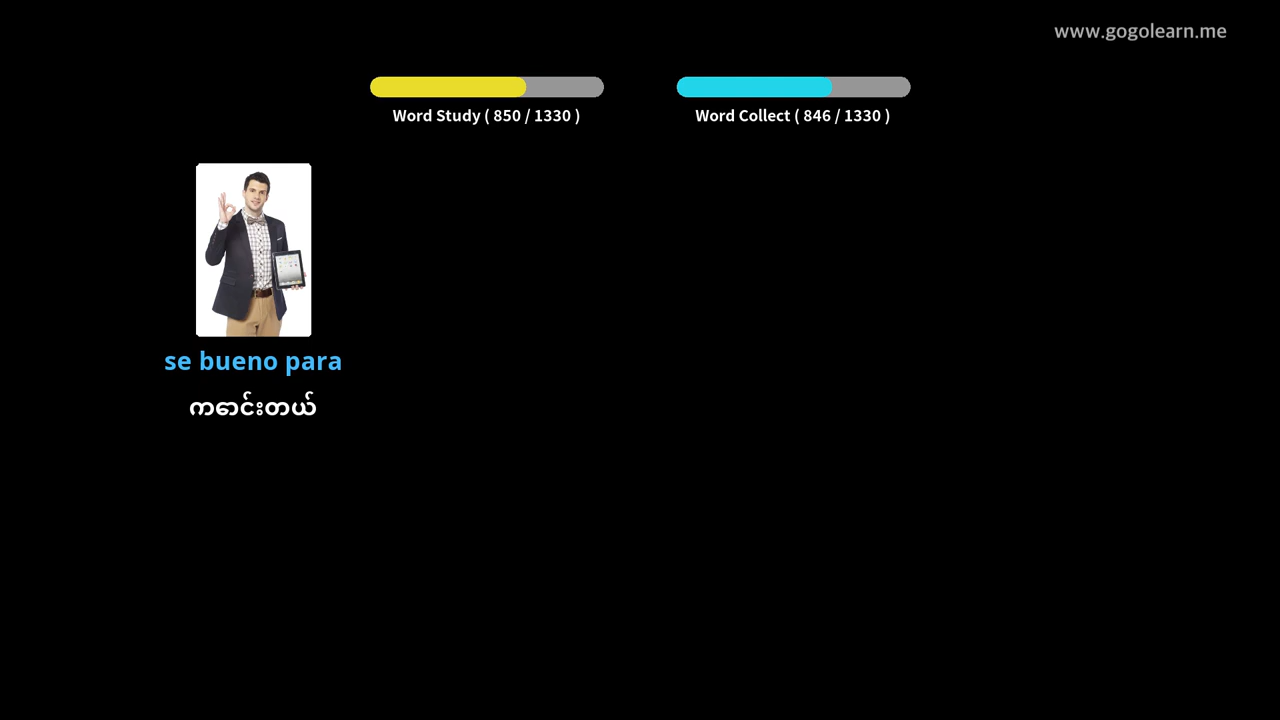 www.gogolearn.me
Word Study ( 850 / 1330 )
Word Collect ( 846 / 1330 )
se bueno para
ကောင်းတယ်